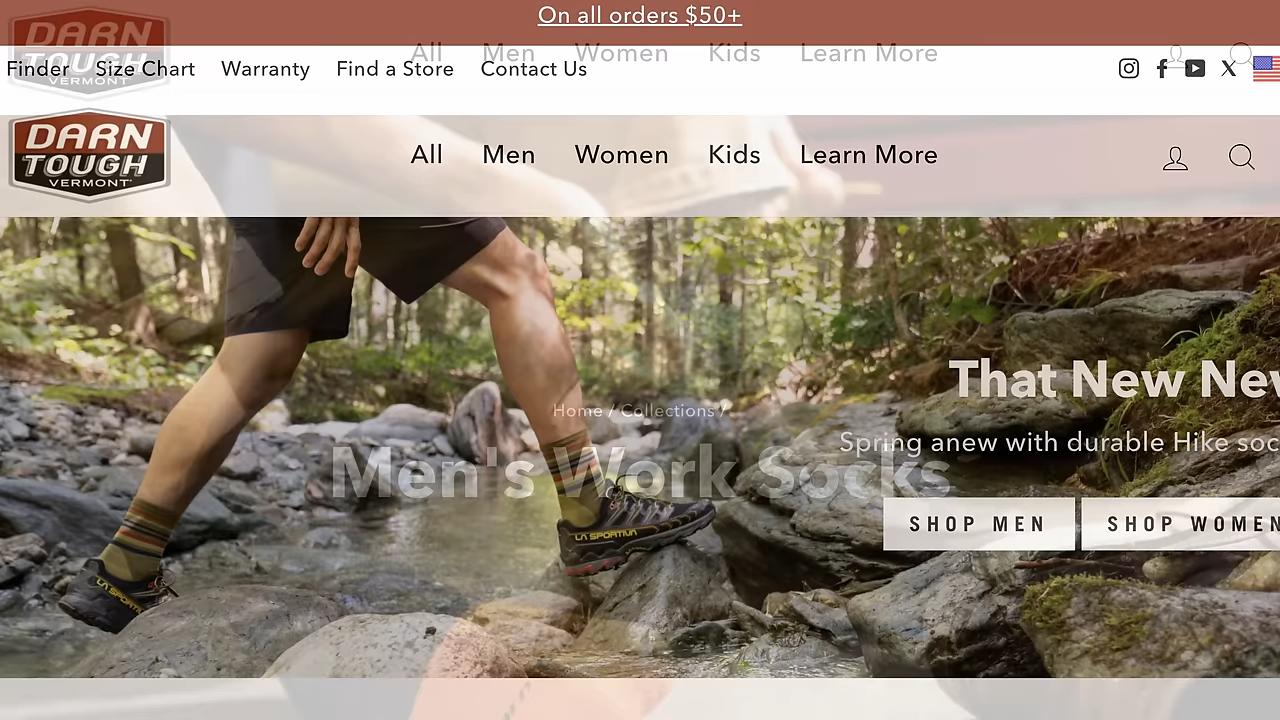 On all orders $50+
DARN
TOUGH
VERMONT
All Men Women Kids Learn More
Finder Size Chart Warranty Find a Store Contact Us
DARN
TOUGH
VERMONT
All Men Women Kids Learn More
That New
Home / Collections /
Spring anew with durable Hike
Men's Work Socks
SHOP MEN
SHOP WOMEN
LA SPORTIVA